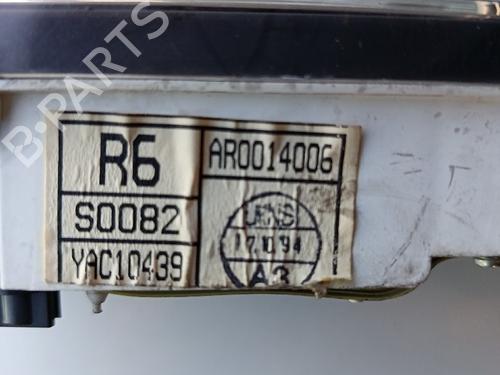 R6
S0082
YAC10439
AR0014006
17.10.94
A3
B-PARTS